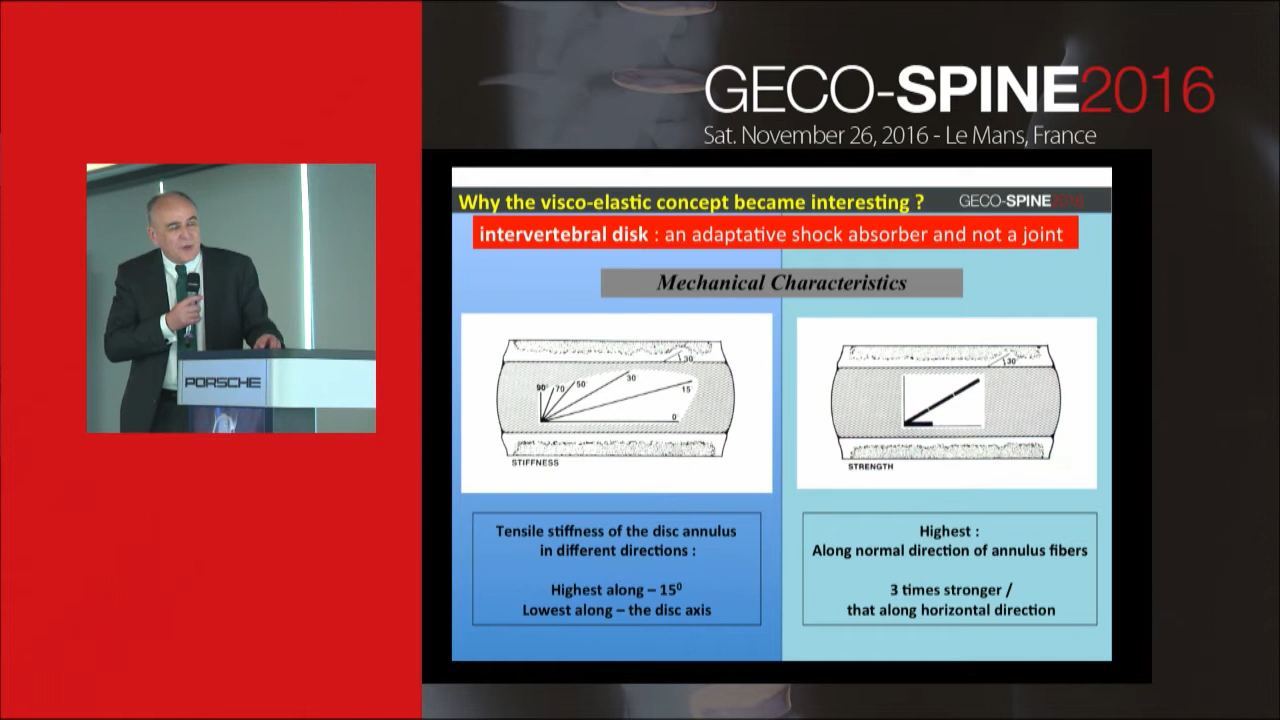 GECO-SPINE2016
Sat. November 26, 2016 - Le Mans, France
PORSCHE
Why the visco-elastic concept became interesting ?
GECO-SPINE2016
intervertebral disk : an adaptative shock absorber and not a joint
Mechanical Characteristics
30
90°
70
50
30
15
0
STIFFNESS
30
STRENGTH
Tensile stiffness of the disc annulus
in different directions :
Highest along – 15⁰
Lowest along – the disc axis
Highest :
Along normal direction of annulus fibers
3 times stronger /
that along horizontal direction